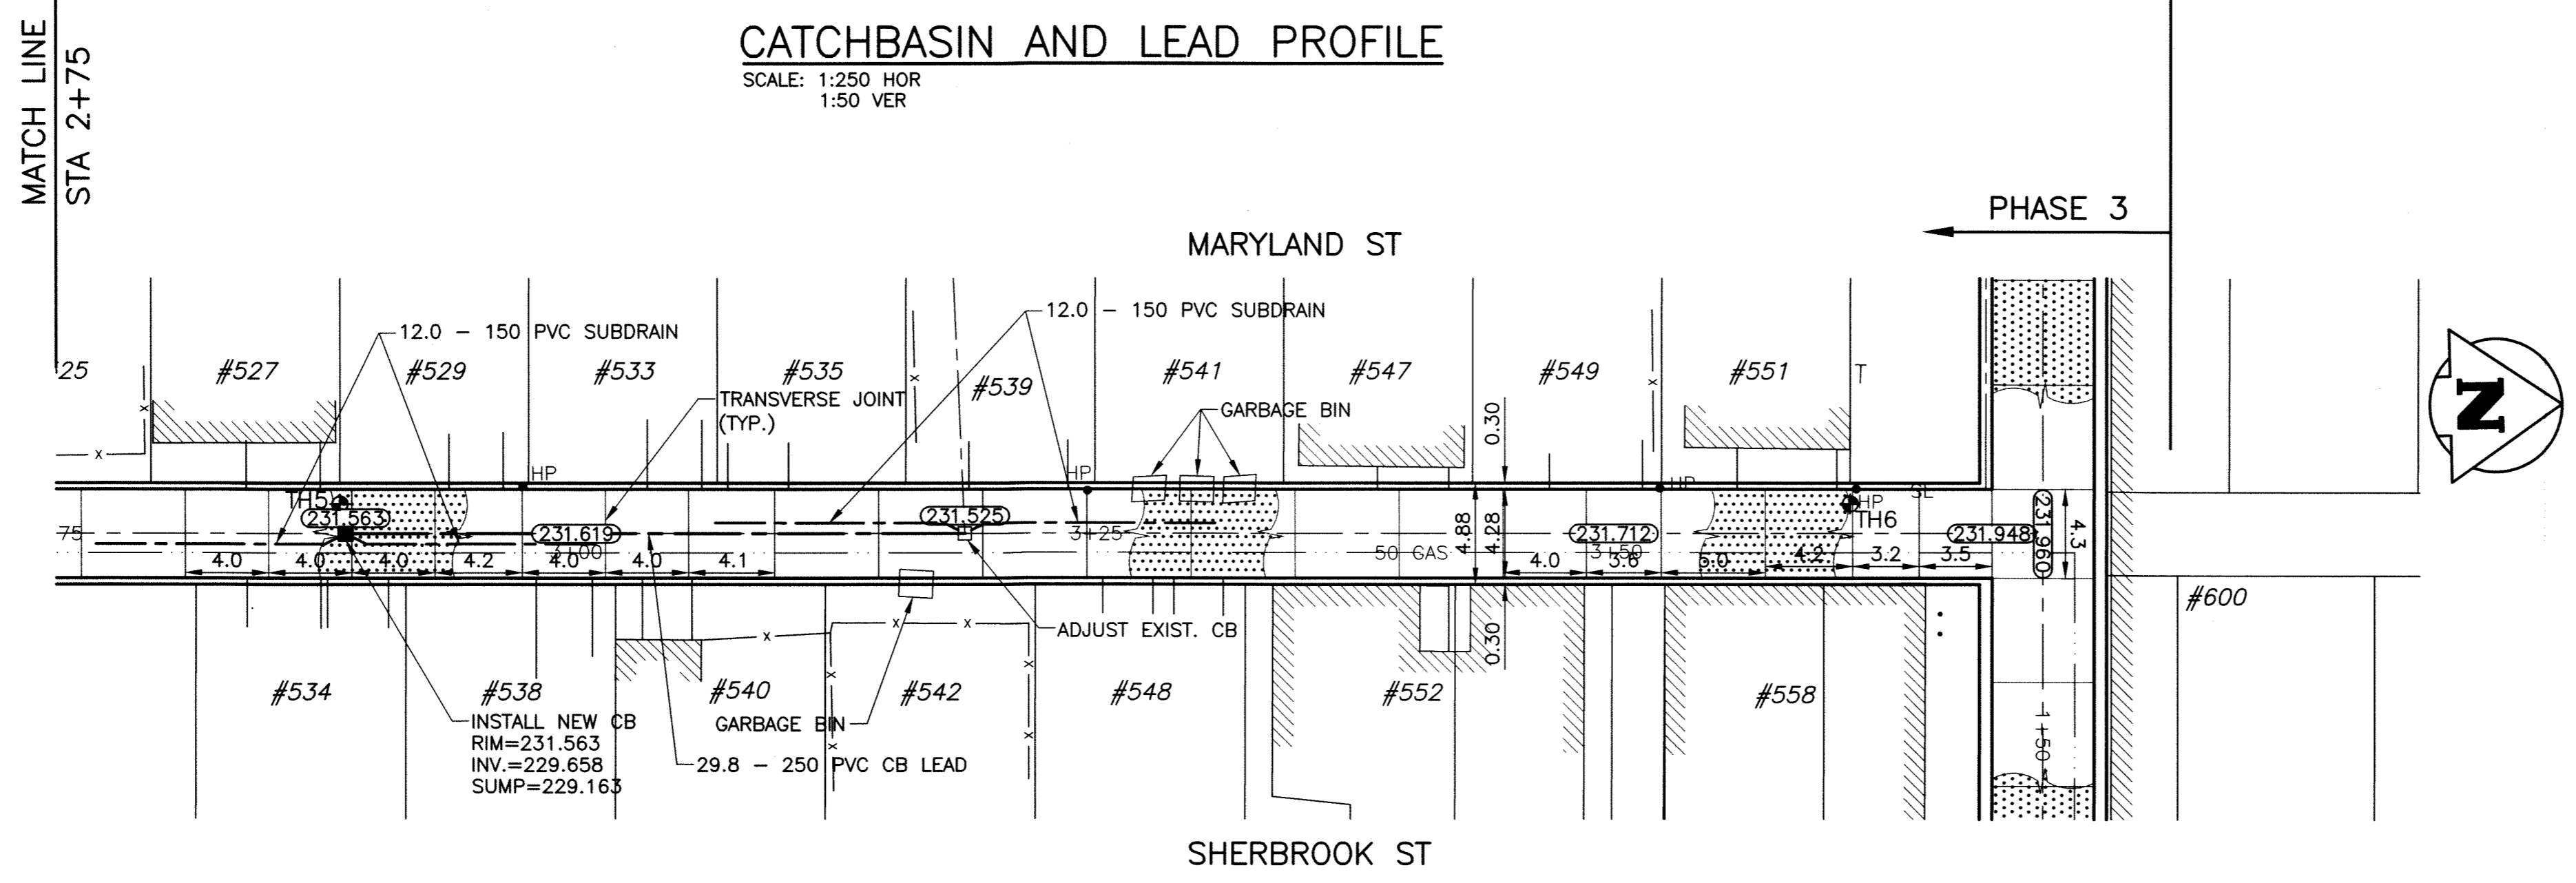 CATCHBASIN AND LEAD PROFILE
SCALE: 1:250 HOR
1:50 VER
MATCH LINE
STA 2+75
PHASE 3
MARYLAND ST
12.0 – 150 PVC SUBDRAIN
12.0 – 150 PVC SUBDRAIN
25
#527
#529
#533
#535
#539
#541
#547
#549
#551
T
N
TRANSVERSE JOINT
(TYP.)
GARBAGE BIN
0.30
x
x
x
x
HP
HP
HP
HP
SL
TH5
TH6
231.563
231.619
231.525
231.712
231.948
231.960
75
3+00
3+25
3+50
50 GAS
4.88
4.28
4.3
4.0
4.0
4.0
4.2
4.0
4.0
4.1
4.0
3.6
5.0
4.2
3.2
3.5
0.30
1+50
#600
x
x
x
x
x
x
x
ADJUST EXIST. CB
#534
#538
#540
#542
#548
#552
#558
INSTALL NEW CB
RIM=231.563
INV.=229.658
SUMP=229.163
GARBAGE BIN
29.8 – 250 PVC CB LEAD
SHERBROOK ST